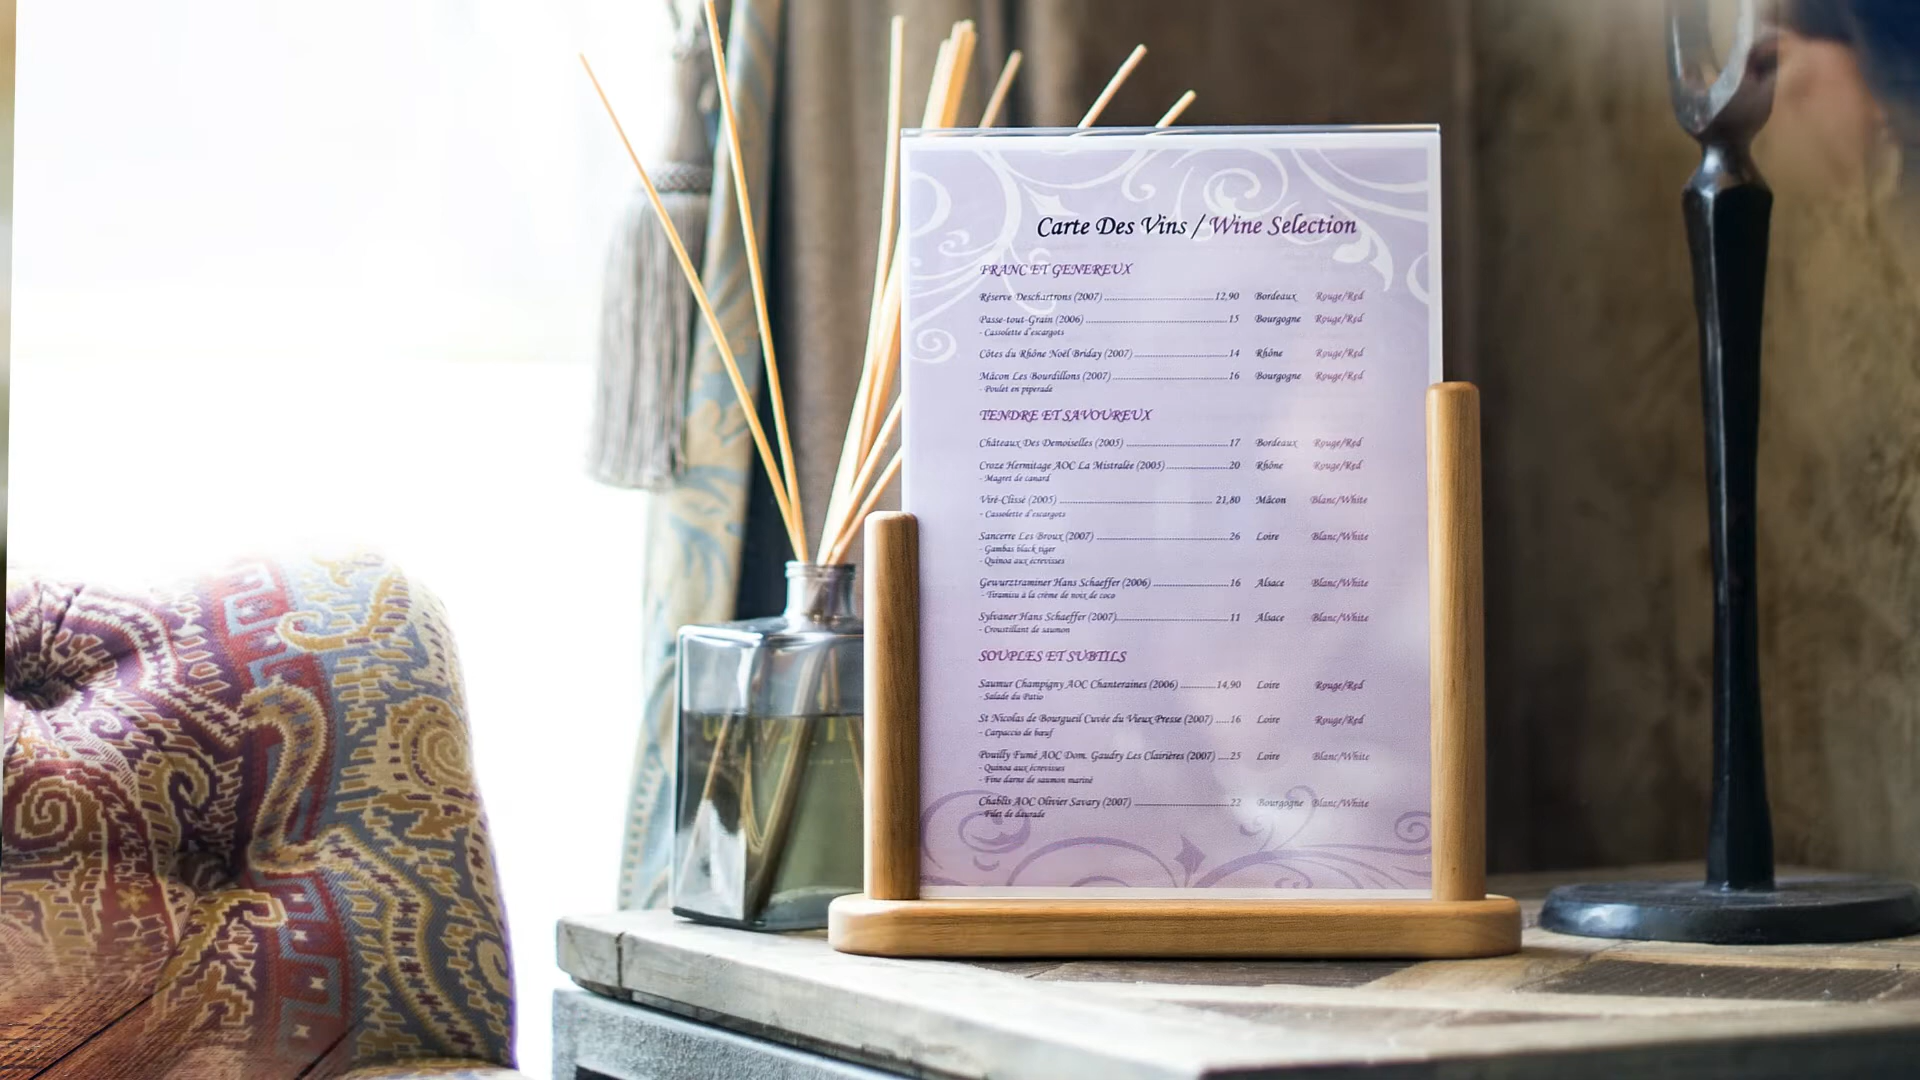 Carte Des Vins / Wine Selection
FRANC ET GENEREUX
Réserve Deschartrons (2007) 12,90 Bordeaux Rouge/Red
Passe-tout-Grain (2006) 15 Bourgogne Rouge/Red
- Cassolette d'escargots
Côtes du Rhône Noël Briday (2007) 14 Rhône Rouge/Red
Mâcon Les Bourdillons (2007) 16 Bourgogne Rouge/Red
- Poulet en piperade
TENDRE ET SAVOUREUX
Châteaux Des Demoiselles (2005) 17 Bordeaux Rouge/Red
Croze Hermitage AOC La Mistralée (2005) 20 Rhône Rouge/Red
- Magret de canard
Viré-Clissé (2005) 21,80 Mâcon Blanc/White
- Cassolette d'escargots
Sancerre Les Broux (2007) 26 Loire Blanc/White
- Gambas black tiger
- Quinoa aux écrevisses
Gewurztraminer Hans Schaeffer (2006) 16 Alsace Blanc/White
- Tiramisu à la crème de noix de coco
Sylvaner Hans Schaeffer (2007) 11 Alsace Blanc/White
- Croustillant de saumon
SOUPLES ET SUBTILS
Saumur Champigny AOC Chanteraines (2006) 14,90 Loire Rouge/Red
- Salade du Patio
St Nicolas de Bourgueil Cuvée du Vieux Presse (2007) 16 Loire Rouge/Red
- Carpaccio de bœuf
Pouilly Fumé AOC Dom. Gaudry Les Clairières (2007) 25 Loire Blanc/White
- Quinoa aux écrevisses
- Fine darne de saumon mariné
Chablis AOC Olivier Savary (2007) 22 Bourgogne Blanc/White
- Filet de daurade